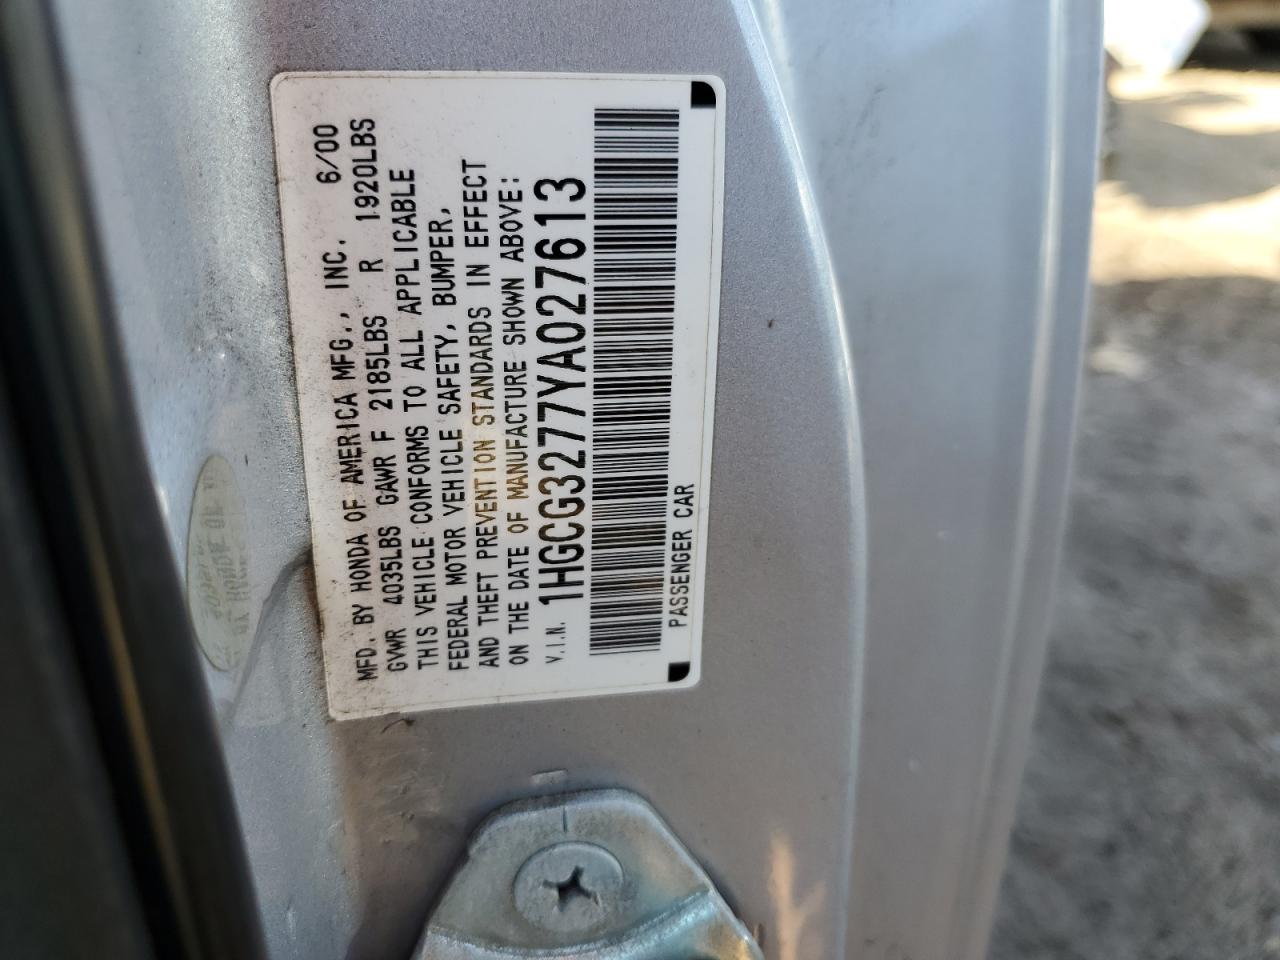 MFD. BY HONDA OF AMERICA MFG., INC. 6/00
GVWR 4035LBS GAWR F 2185LBS R 1920LBS
THIS VEHICLE CONFORMS TO ALL APPLICABLE
FEDERAL MOTOR VEHICLE SAFETY, BUMPER,
AND THEFT PREVENTION STANDARDS IN EFFECT
ON THE DATE OF MANUFACTURE SHOWN ABOVE:
V.I.N. 1HGCG3277YA027613
PASSENGER CAR